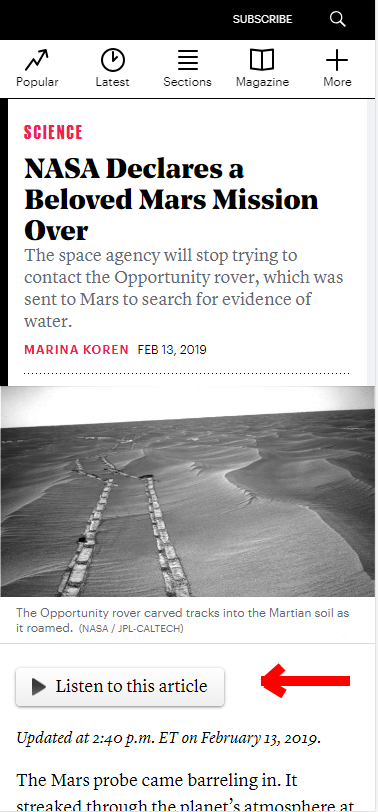 SUBSCRIBE
Popular Latest Sections Magazine More
SCIENCE
NASA Declares a
Beloved Mars Mission
Over
The space agency will stop trying to
contact the Opportunity rover, which was
sent to Mars to search for evidence of
water.
MARINA KOREN FEB 13, 2019
The Opportunity rover carved tracks into the Martian soil as
it roamed. (NASA / JPL-CALTECH)
Listen to this article
Updated at 2:40 p.m. ET on February 13, 2019.
The Mars probe came barreling in. It
streaked through the planet's atmosphere at